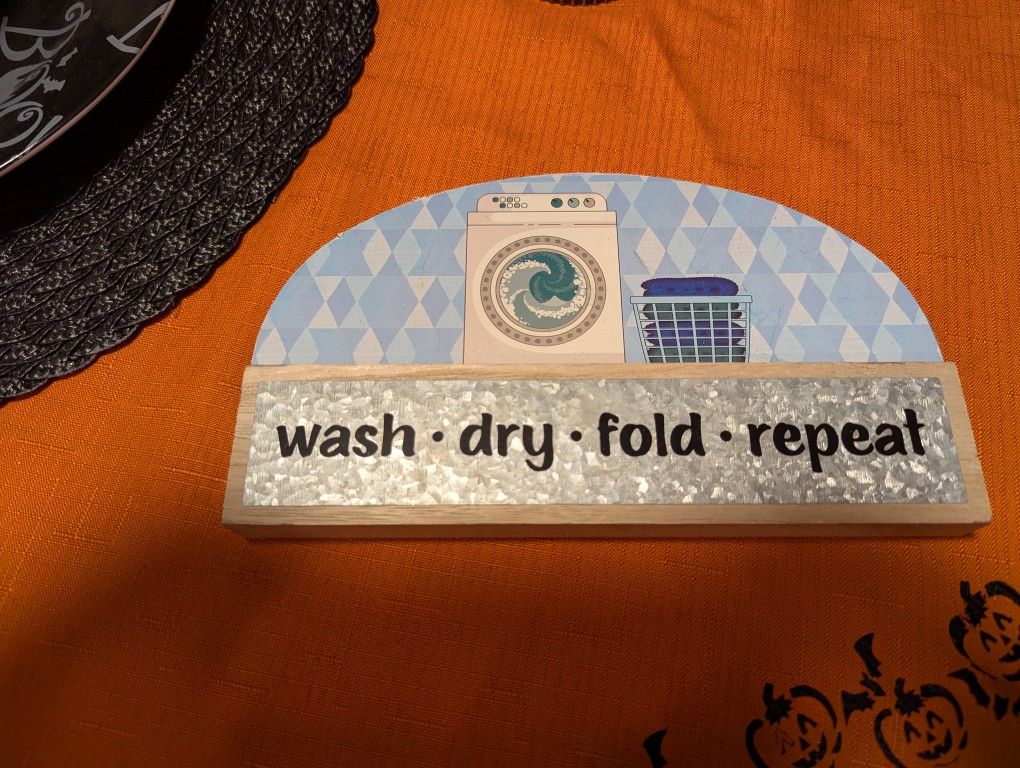 wash • dry • fold • repeat